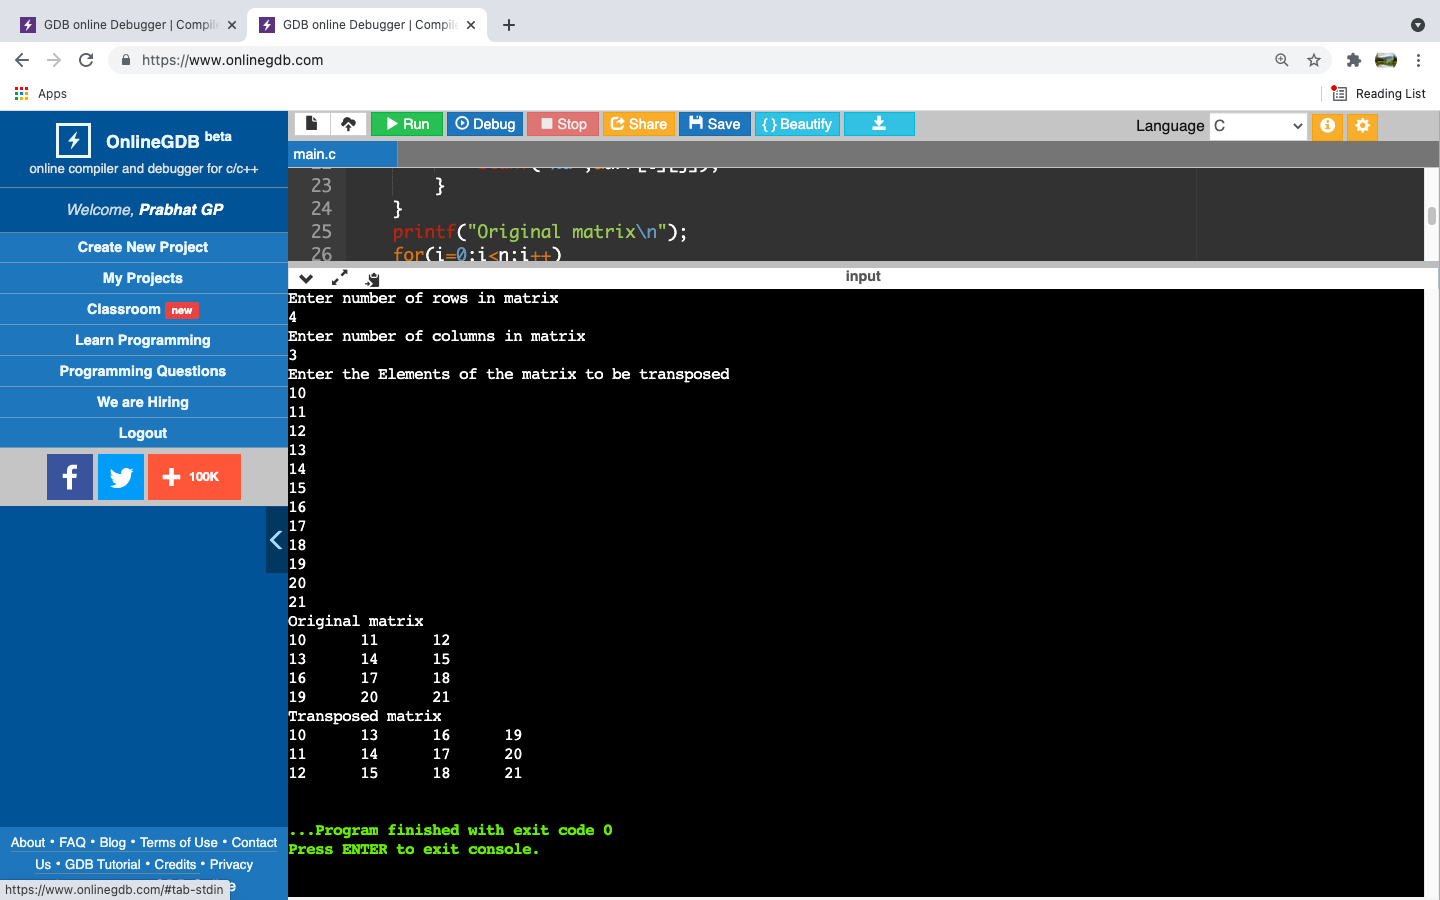 GDB online Debugger | Compile
GDB online Debugger | Compile
https://www.onlinegdb.com
Apps
Reading List
OnlineGDB beta
online compiler and debugger for c/c++
Welcome, Prabhat GP
Create New Project
My Projects
Classroom new
Learn Programming
Programming Questions
We are Hiring
Logout
f
+ 100K
About • FAQ • Blog • Terms of Use • Contact
Us • GDB Tutorial • Credits • Privacy
https://www.onlinegdb.com/#tab-stdin
Run Debug Stop Share Save {} Beautify
Language C
main.c
23 }
24 }
25 printf("Original matrix\n");
26 for(i=0;i<n;i++)
input
Enter number of rows in matrix
4
Enter number of columns in matrix
3
Enter the Elements of the matrix to be transposed
10
11
12
13
14
15
16
17
18
19
20
21
Original matrix
10 11 12
13 14 15
16 17 18
19 20 21
Transposed matrix
10 13 16 19
11 14 17 20
12 15 18 21
...Program finished with exit code 0
Press ENTER to exit console.